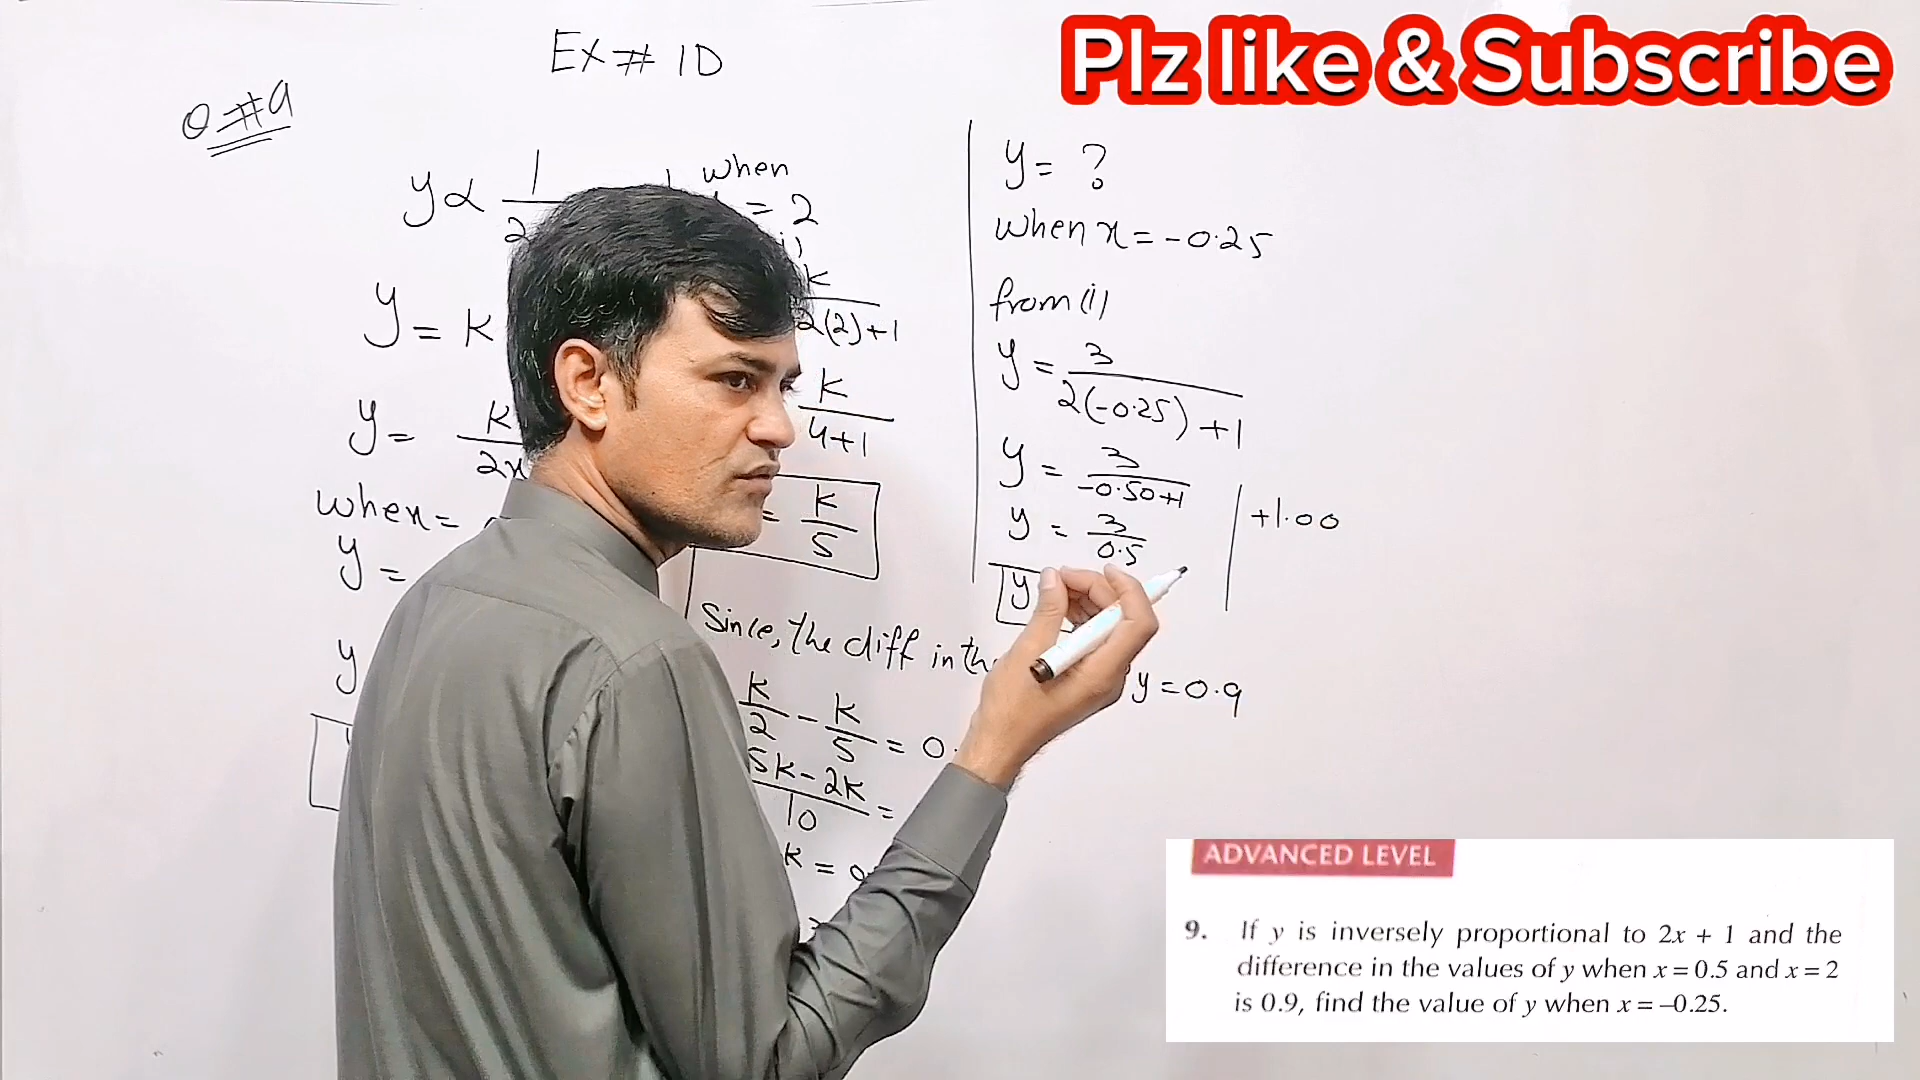 Ex # 1D
Plz like & Subscribe
Q #9
y ∝ 1
2
when
= 2
y = k
k
2(2)+1
y = k
2x
k
4+1
when =
y =
= k
5
y
Since, the diff in the
y = 0.9
k/2 - k/5 = 0.
5k - 2k
10 =
k = 0
y = ?
when x = -0.25
from (i)
y = 3
2(-0.25) +1
y = 3
-0.50+1
+1.00
y = 3
0.5
y
ADVANCED LEVEL
9. If y is inversely proportional to 2x + 1 and the
difference in the values of y when x = 0.5 and x = 2
is 0.9, find the value of y when x = –0.25.